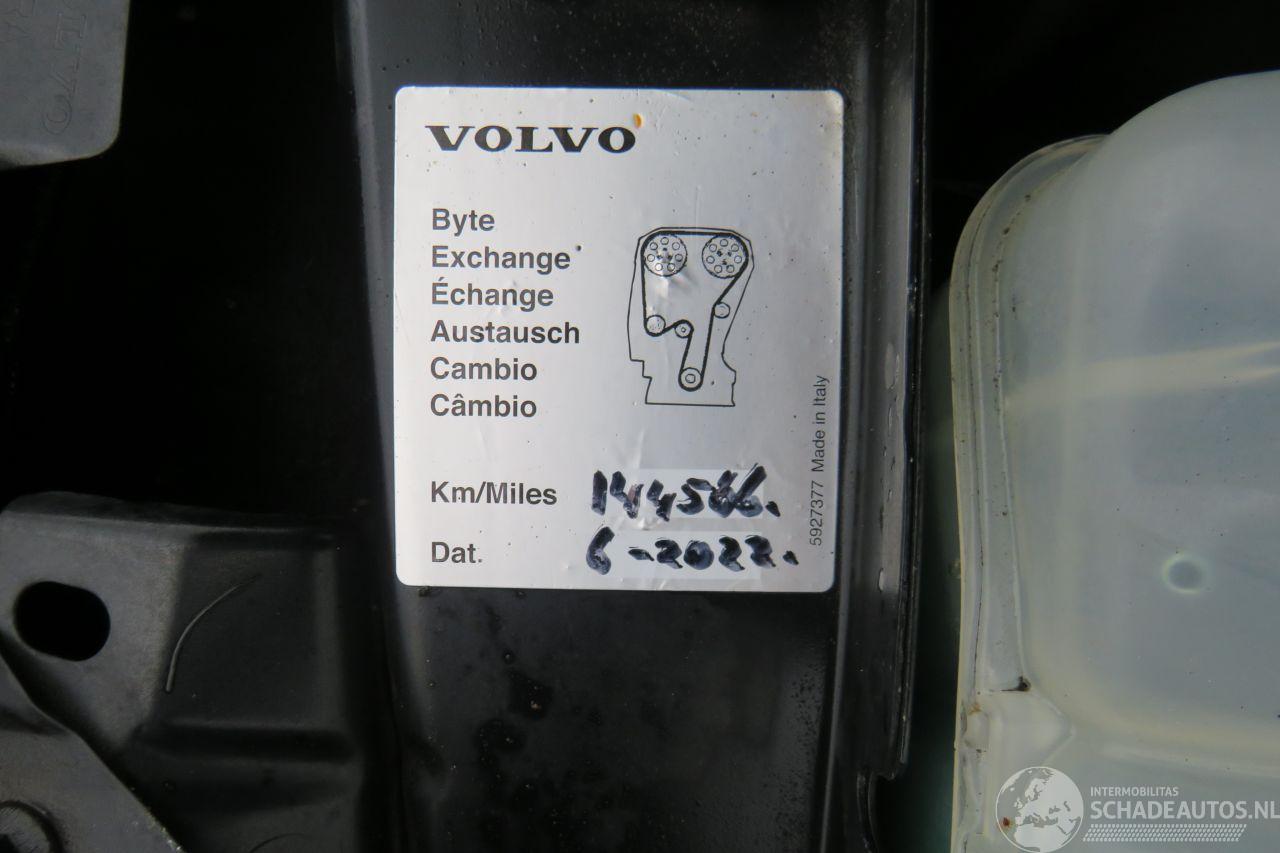 VOLVO
Byte
Exchange
Échange
Austausch
Cambio
Câmbio
Km/Miles
Dat. 6-2022.
5927377 Made in Italy
INTERMOBILITAS
SCHADEAUTOS.NL